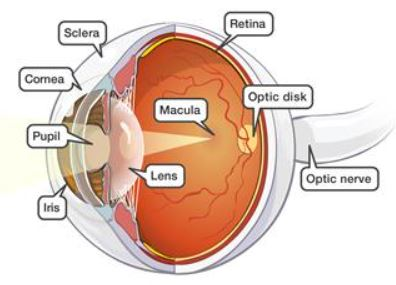 Retina
Sclera
Cornea
Optic disk
Macula
Pupil
Lens
Optic nerve
Iris